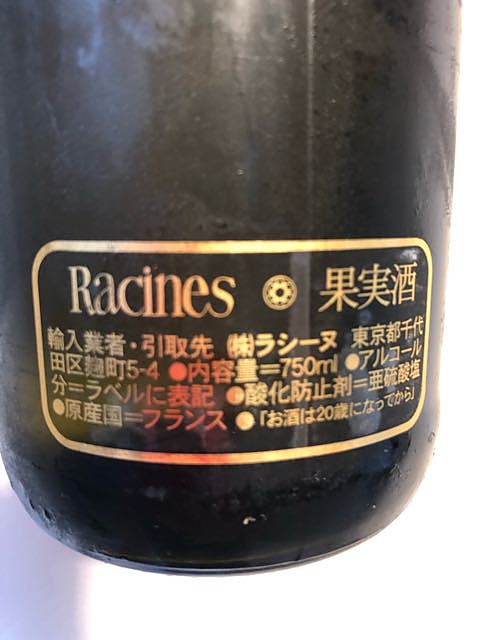 Racines 果実酒
輸入業者・引取先 ㈱ラシーヌ 東京都千代
田区麹町5-4 ●内容量=750ml ●アルコール
分=ラベルに表記 ●酸化防止剤=亜硫酸塩
●原産国=フランス ●「お酒は20歳になってから」